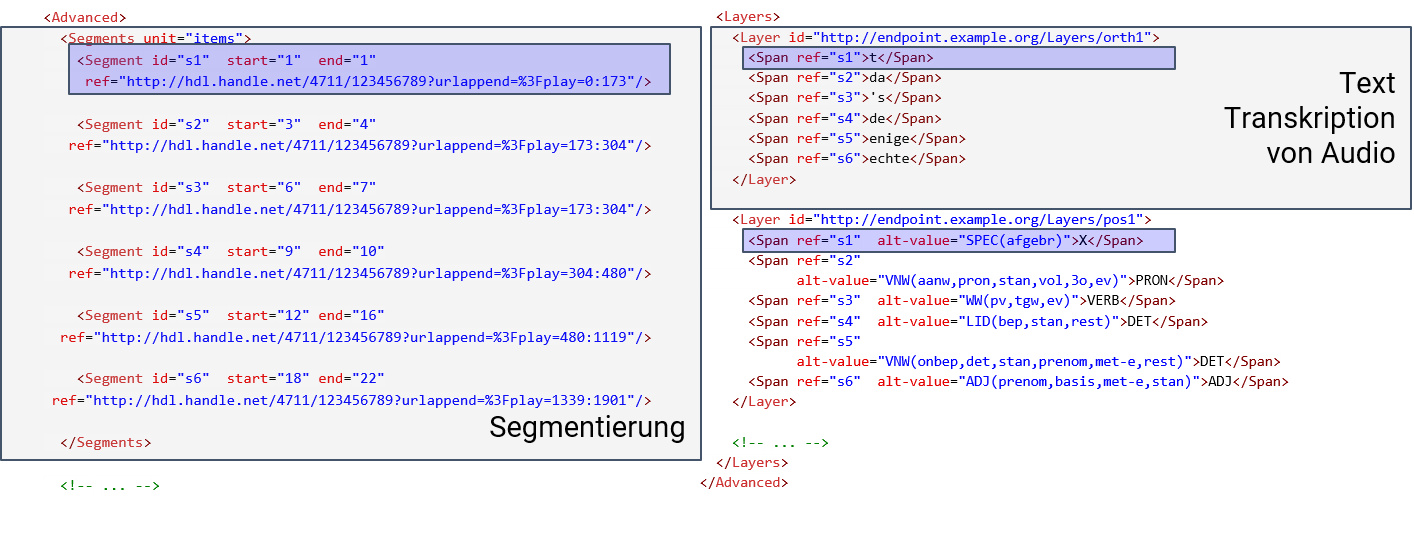 <Advanced>
<Segments unit="items">
<Segment id="s1" start="1" end="1"
ref="http://hdl.handle.net/4711/123456789?urlappend=%3Fplay=0:173"/>
<Segment id="s2" start="3" end="4"
ref="http://hdl.handle.net/4711/123456789?urlappend=%3Fplay=173:304"/>
<Segment id="s3" start="6" end="7"
ref="http://hdl.handle.net/4711/123456789?urlappend=%3Fplay=173:304"/>
<Segment id="s4" start="9" end="10"
ref="http://hdl.handle.net/4711/123456789?urlappend=%3Fplay=304:480"/>
<Segment id="s5" start="12" end="16"
ref="http://hdl.handle.net/4711/123456789?urlappend=%3Fplay=480:1119"/>
<Segment id="s6" start="18" end="22"
ref="http://hdl.handle.net/4711/123456789?urlappend=%3Fplay=1339:1901"/>
Segmentierung
</Segments>
<!-- ... -->
<Layers>
<Layer id="http://endpoint.example.org/Layers/orth1">
<Span ref="s1">t</Span>
<Span ref="s2">da</Span>
<Span ref="s3">'s</Span>
<Span ref="s4">de</Span>
<Span ref="s5">enige</Span>
<Span ref="s6">echte</Span>
</Layer>
Text
Transkription
von Audio
<Layer id="http://endpoint.example.org/Layers/pos1">
<Span ref="s1" alt-value="SPEC(afgebr)">X</Span>
<Span ref="s2"
alt-value="VNW(aanw,pron,stan,vol,3o,ev)">PRON</Span>
<Span ref="s3" alt-value="WW(pv,tgw,ev)">VERB</Span>
<Span ref="s4" alt-value="LID(bep,stan,rest)">DET</Span>
<Span ref="s5"
alt-value="VNW(onbep,det,stan,prenom,met-e,rest)">DET</Span>
<Span ref="s6" alt-value="ADJ(prenom,basis,met-e,stan)">ADJ</Span>
</Layer>
<!-- ... -->
</Layers>
</Advanced>